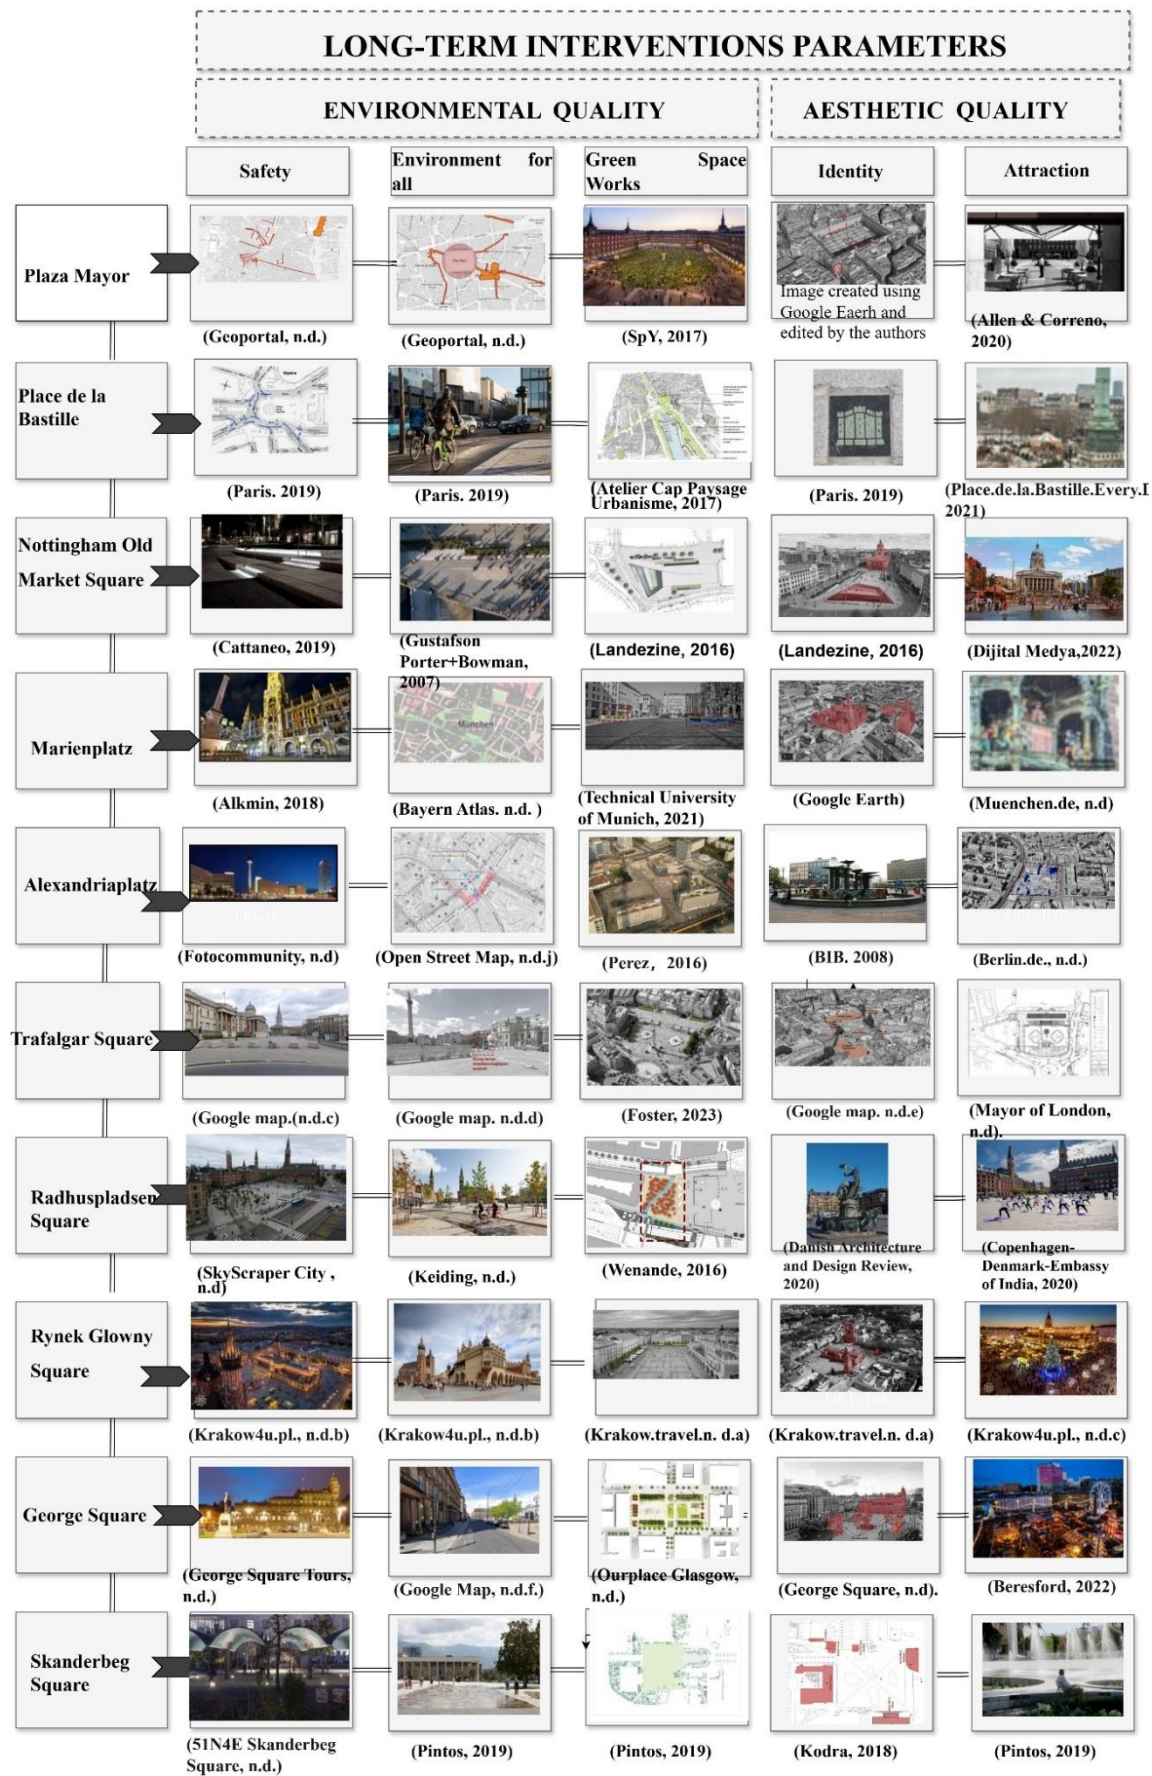 LONG-TERM INTERVENTIONS PARAMETERS
ENVIRONMENTAL QUALITY
AESTHETIC QUALITY
Safety
Environment for
all
Green Space
Works
Identity
Attraction
Plaza Mayor
(Geoportal, n.d.)
(Geoportal, n.d.)
(SpY, 2017)
Image created using
Google Eaerh and
edited by the authors
(Allen & Correno,
2020)
Place de la
Bastille
(Paris. 2019)
(Paris. 2019)
(Atelier Cap Paysage
Urbanisme, 2017)
(Paris. 2019)
(Place.de.la.Bastille.Every.D
2021)
Nottingham Old
Market Square
(Cattaneo, 2019)
(Gustafson
Porter+Bowman,
2007)
(Landezine, 2016)
(Landezine, 2016)
(Dijital Medya,2022)
Marienplatz
München
(Alkmin, 2018)
(Bayern Atlas. n.d. )
(Technical University
of Munich, 2021)
(Google Earth)
(Muenchen.de, n.d)
Alexandriaplatz
(Fotocommunity, n.d)
(Open Street Map, n.d.j)
(Perez, 2016)
(BIB. 2008)
(Berlin.de., n.d.)
Trafalgar Square
(Google map.(n.d.c)
(Google map. n.d.d)
(Foster, 2023)
(Google map. n.d.e)
(Mayor of London,
n.d).
Radhuspladsen
Square
(SkyScraper City ,
n.d)
(Keiding, n.d.)
(Wenande, 2016)
(Danish Architecture
and Design Review,
2020)
(Copenhagen-
Denmark-Embassy
of India, 2020)
Rynek Glowny
Square
(Krakow4u.pl., n.d.b)
(Krakow4u.pl., n.d.b)
(Krakow.travel.n. d.a)
(Krakow.travel.n. d.a)
(Krakow4u.pl., n.d.c)
George Square
(George Square Tours,
n.d.)
(Google Map, n.d.f.)
(Ourplace Glasgow,
n.d.)
(George Square, n.d).
(Beresford, 2022)
Skanderbeg
Square
(51N4E Skanderbeg
Square, n.d.)
(Pintos, 2019)
(Pintos, 2019)
(Kodra, 2018)
(Pintos, 2019)